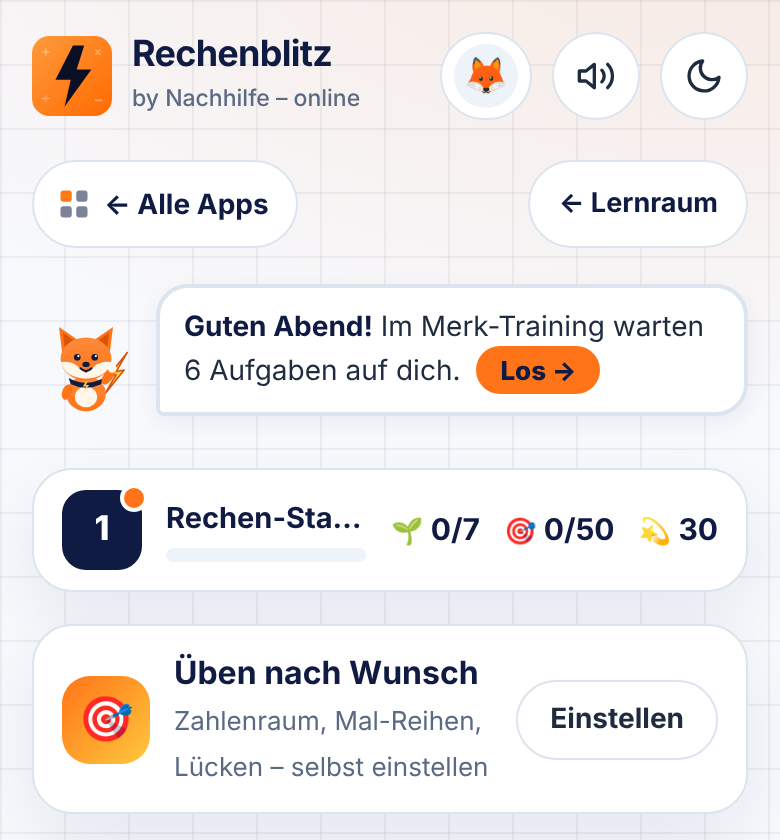 Rechenblitz
by Nachhilfe – online
← Alle Apps
← Lernraum
Guten Abend! Im Merk-Training warten
6 Aufgaben auf dich. Los →
1 Rechen-Sta... 0/7 0/50 30
Üben nach Wunsch
Zahlenraum, Mal-Reihen,
Lücken – selbst einstellen
Einstellen